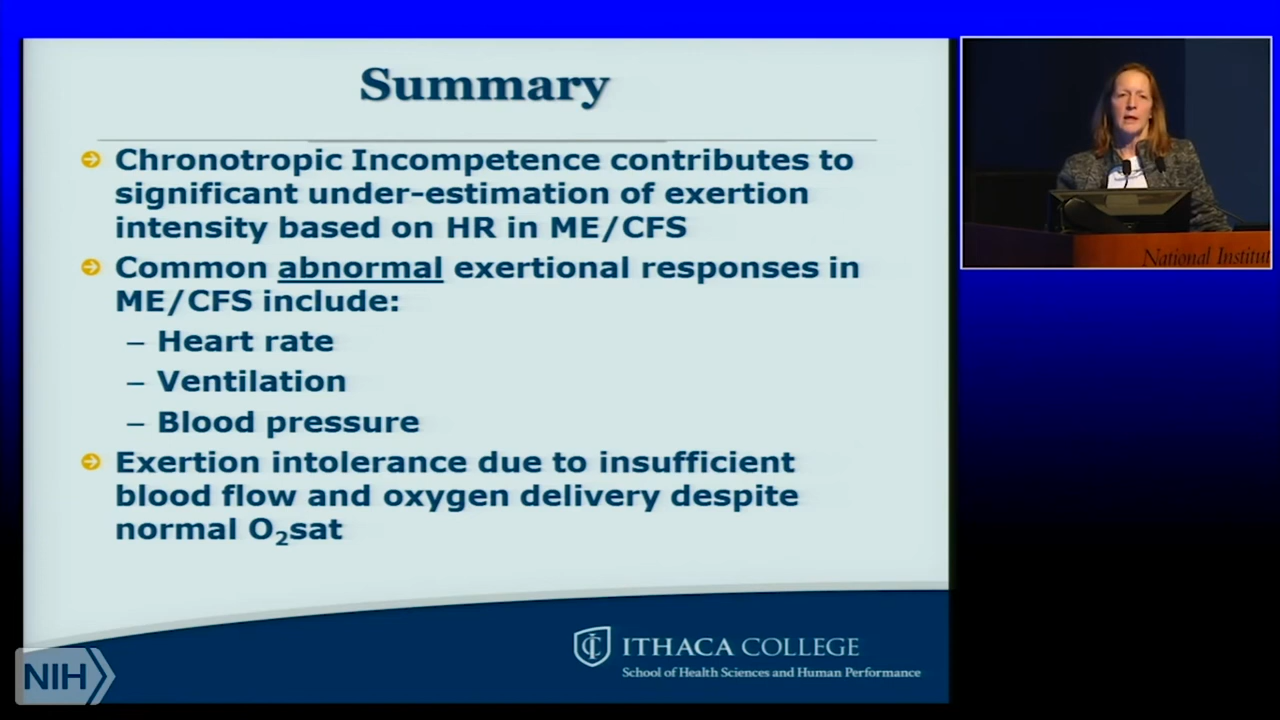 Summary
Chronotropic Incompetence contributes to
significant under-estimation of exertion
intensity based on HR in ME/CFS
Common abnormal exertional responses in
ME/CFS include:
– Heart rate
– Ventilation
– Blood pressure
Exertion intolerance due to insufficient
blood flow and oxygen delivery despite
normal O₂sat
ITHACA COLLEGE
School of Health Sciences and Human Performance
NIH
National Institut